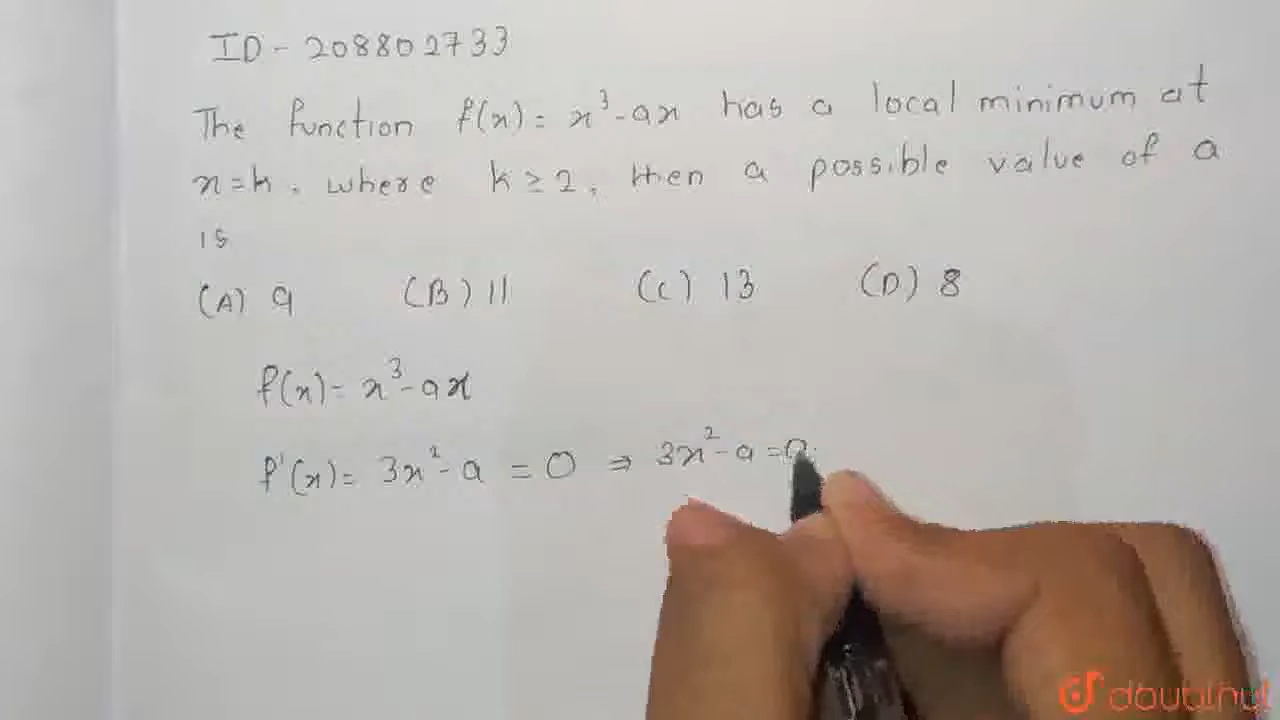 ID - 208802733
The function f(x) = x³ - ax has a local minimum at
x = k, where k ≥ 2, then a possible value of a
is
(A) 9 (B) 11 (C) 13 (D) 8
f(x) = x³ - ax
f'(x) = 3x² - a = 0 ⇒ 3x² - a = 0
doubtnut